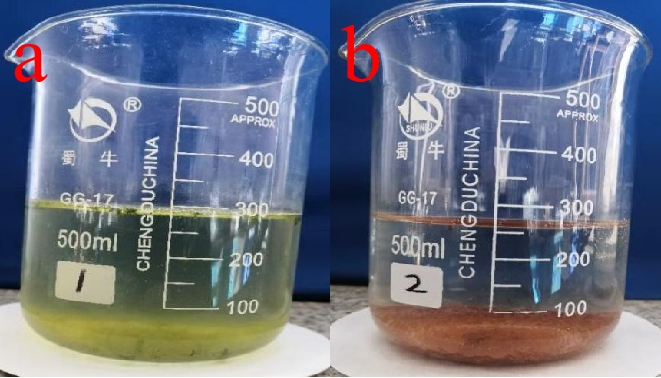 a
®
500
APPROX
400
300
200
100
蜀 牛
GG-17
500ml
CHENGDUCHINA
1
b
®
SHUNIU
500
APPROX
400
300
200
100
蜀 牛
GG-17
500ml
CHENGDUCHINA
2